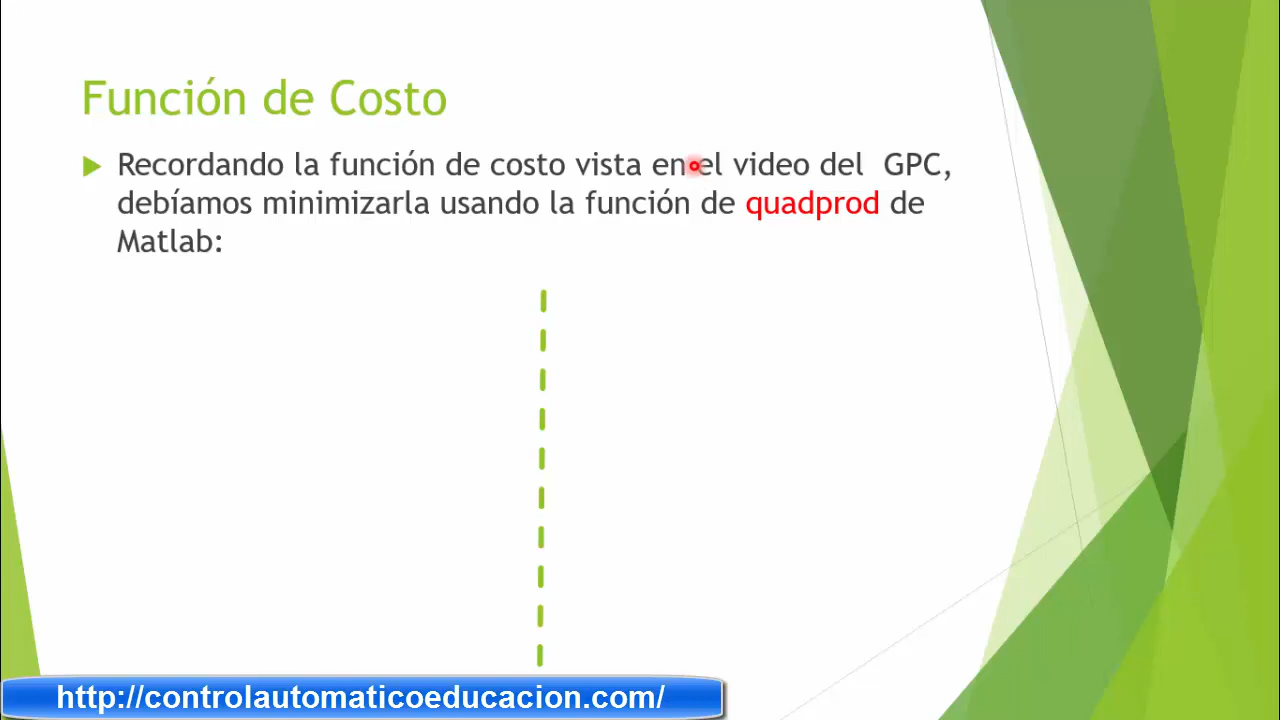 Función de Costo
Recordando la función de costo vista en el video del GPC,
debíamos minimizarla usando la función de quadprod de
Matlab:
http://controlautomaticoeducacion.com/